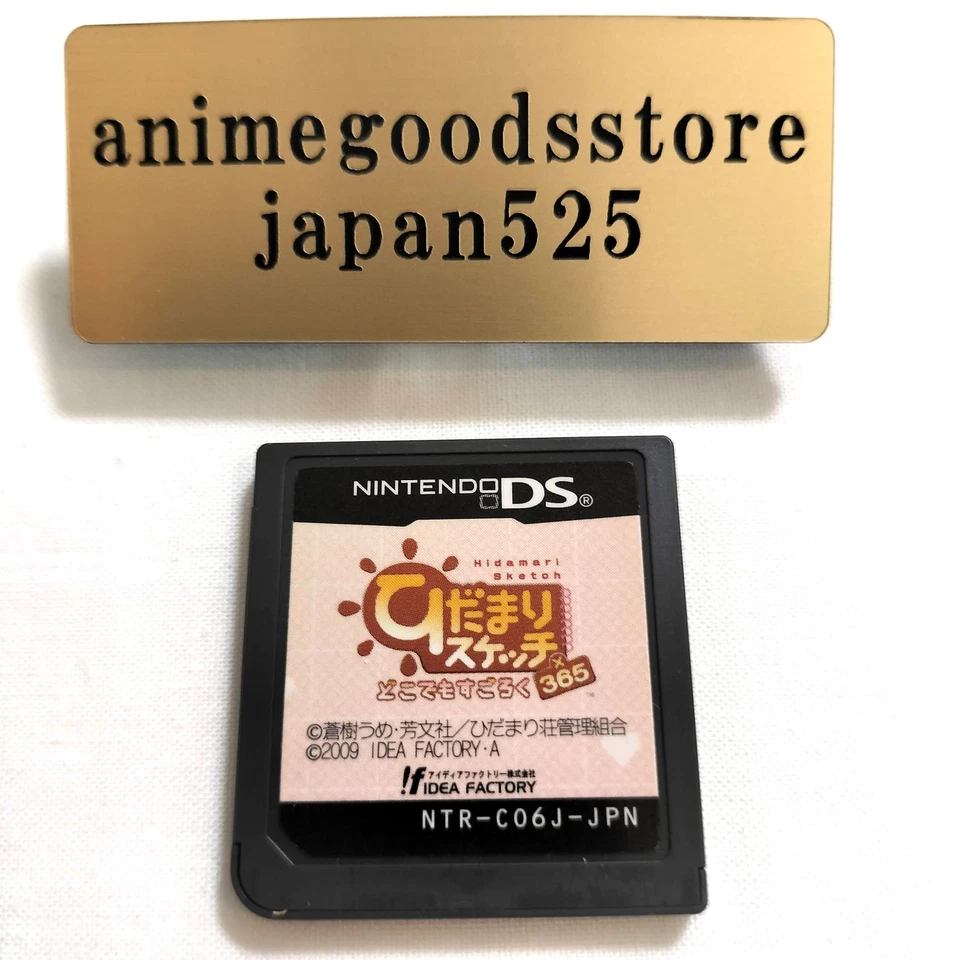 animegoodsstore
japan525
NINTENDO DS®
Hidamari
Sketch
ひだまり
スケッチ
×365
どこでもすごろく
™
©蒼樹うめ・芳文社/ひだまり荘管理組合
©2009 IDEA FACTORY・A
アイディアファクトリー株式会社
!f IDEA FACTORY
NTR-C06J-JPN